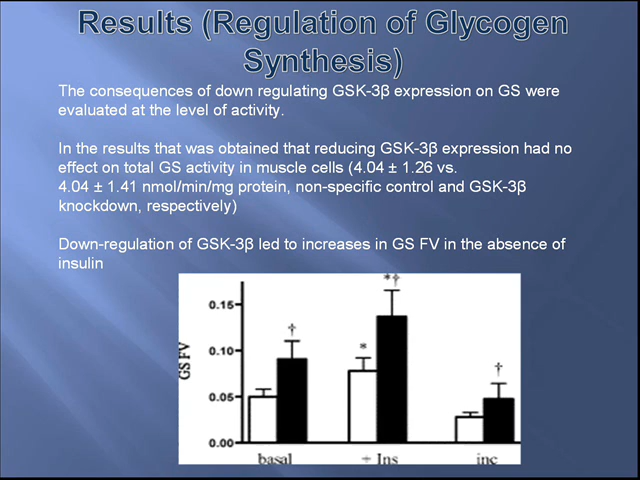 Results (Regulation of Glycogen
Synthesis)
The consequences of down regulating GSK-3β expression on GS were
evaluated at the level of activity.
In the results that was obtained that reducing GSK-3β expression had no
effect on total GS activity in muscle cells (4.04 ± 1.26 vs.
4.04 ± 1.41 nmol/min/mg protein, non-specific control and GSK-3β
knockdown, respectively)
Down-regulation of GSK-3β led to increases in GS FV in the absence of
insulin
GS FV
0.15
0.10
0.05
0.00
†
*
*†
†
basal
+ Ins
inc